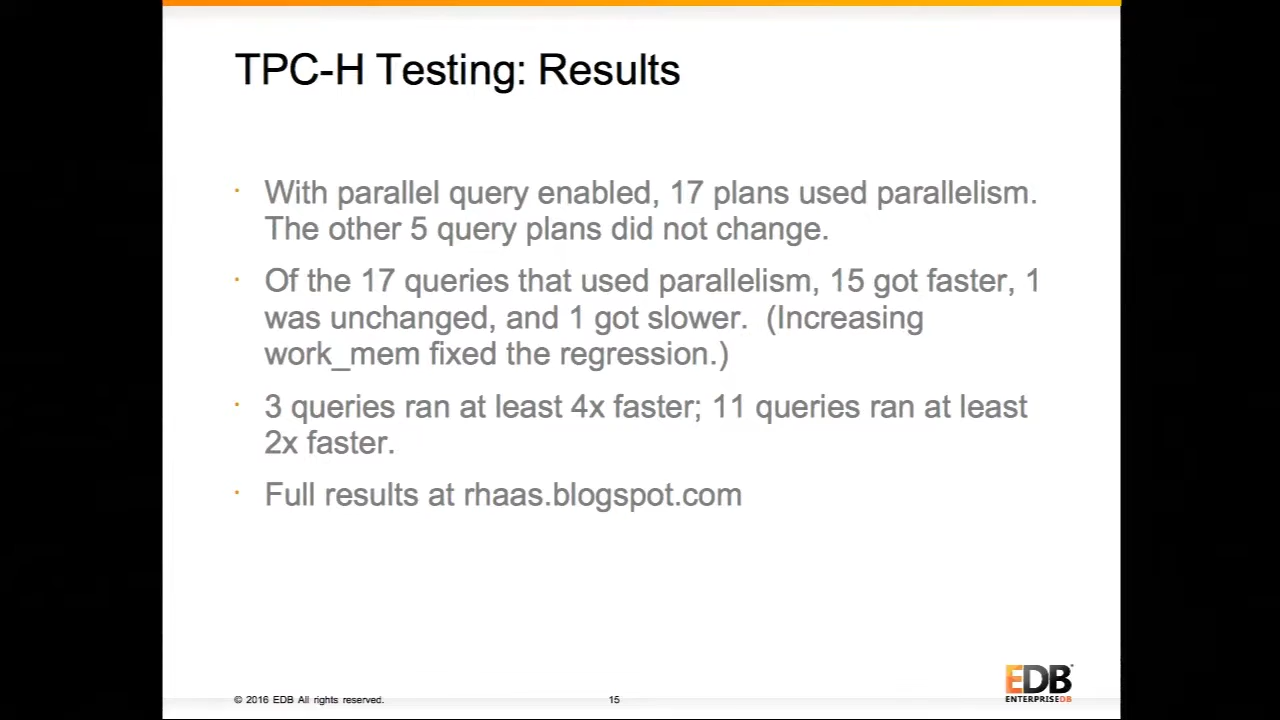 TPC-H Testing: Results
· With parallel query enabled, 17 plans used parallelism.
The other 5 query plans did not change.
· Of the 17 queries that used parallelism, 15 got faster, 1
was unchanged, and 1 got slower.  (Increasing
work_mem fixed the regression.)
· 3 queries ran at least 4x faster; 11 queries ran at least
2x faster.
· Full results at rhaas.blogspot.com
© 2016 EDB All rights reserved.
15
EDB
ENTERPRISEDB